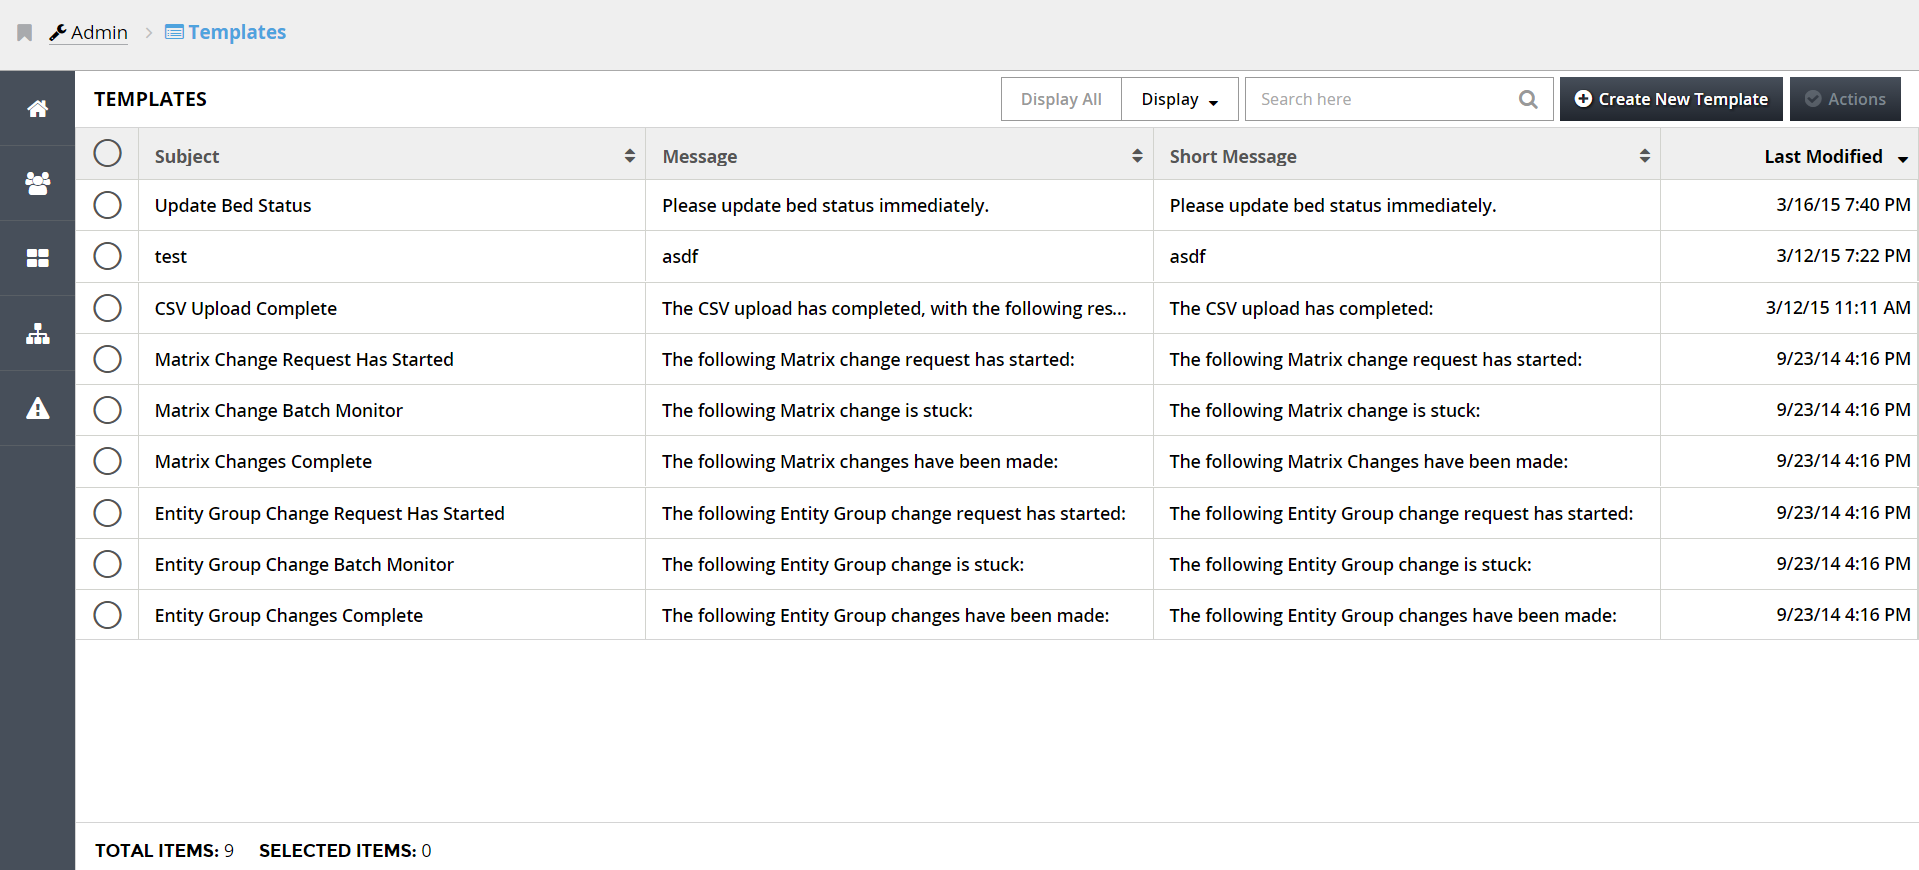 Admin > Templates
TEMPLATES Display All Display Search here Create New Template Actions
Subject Message Short Message Last Modified
Update Bed Status Please update bed status immediately. Please update bed status immediately. 3/16/15 7:40 PM
test asdf asdf 3/12/15 7:22 PM
CSV Upload Complete The CSV upload has completed, with the following res... The CSV upload has completed: 3/12/15 11:11 AM
Matrix Change Request Has Started The following Matrix change request has started: The following Matrix change request has started: 9/23/14 4:16 PM
Matrix Change Batch Monitor The following Matrix change is stuck: The following Matrix change is stuck: 9/23/14 4:16 PM
Matrix Changes Complete The following Matrix changes have been made: The following Matrix Changes have been made: 9/23/14 4:16 PM
Entity Group Change Request Has Started The following Entity Group change request has started: The following Entity Group change request has started: 9/23/14 4:16 PM
Entity Group Change Batch Monitor The following Entity Group change is stuck: The following Entity Group change is stuck: 9/23/14 4:16 PM
Entity Group Changes Complete The following Entity Group changes have been made: The following Entity Group changes have been made: 9/23/14 4:16 PM
TOTAL ITEMS: 9 SELECTED ITEMS: 0